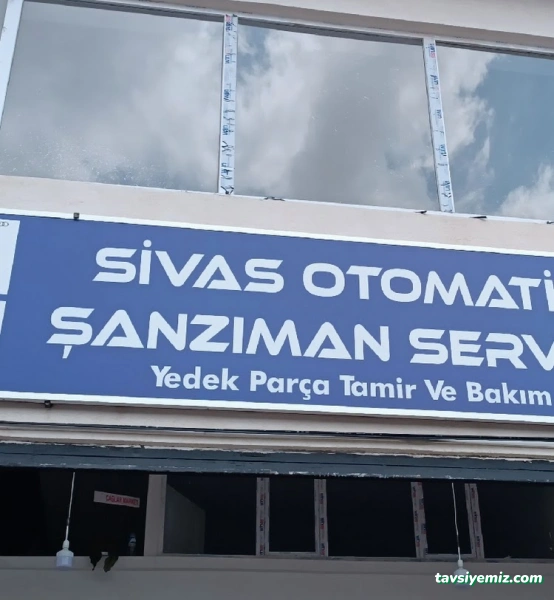 SİVAS OTOMATİ
ŞANZIMAN SERV
Yedek Parça Tamir Ve Bakım
tavsiyemiz.com